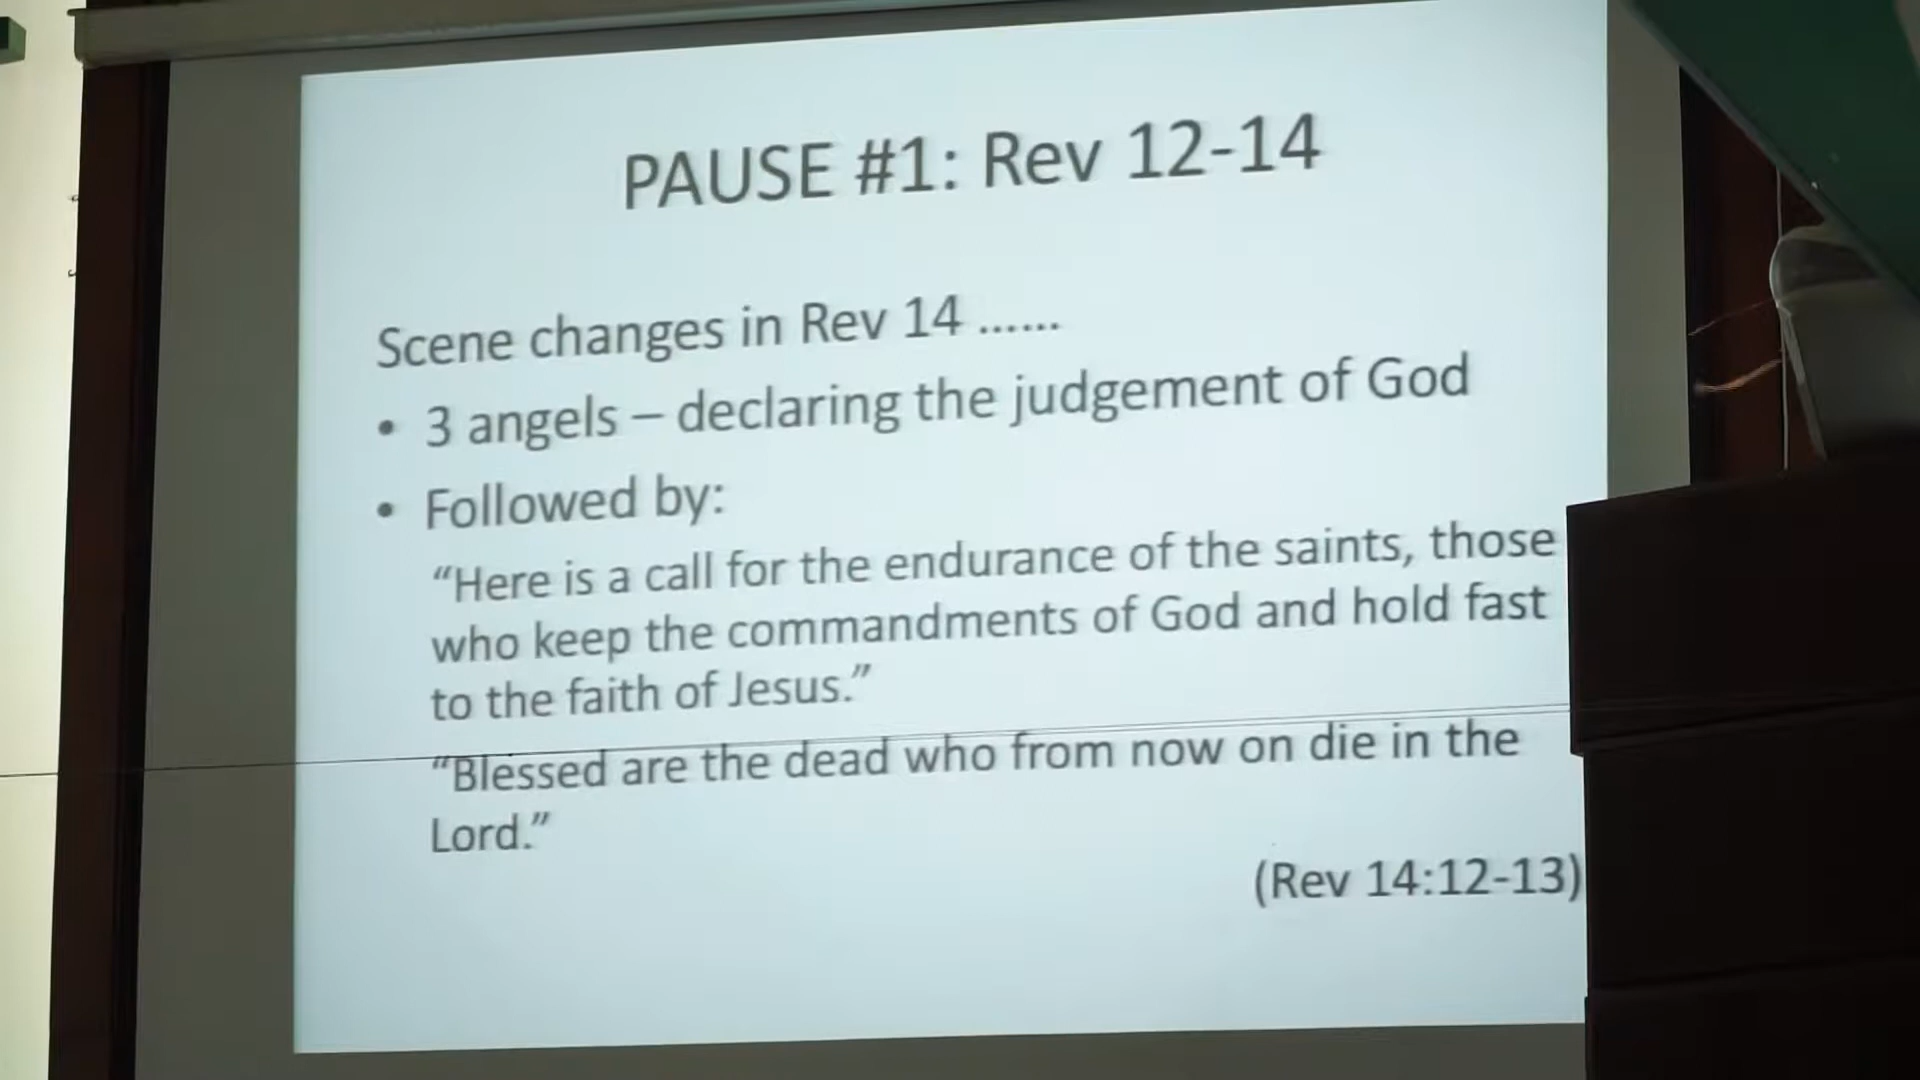 PAUSE #1: Rev 12-14
Scene changes in Rev 14 ......
• 3 angels – declaring the judgement of God
• Followed by:
“Here is a call for the endurance of the saints, those
who keep the commandments of God and hold fast
to the faith of Jesus.”
“Blessed are the dead who from now on die in the
Lord.”
(Rev 14:12-13)